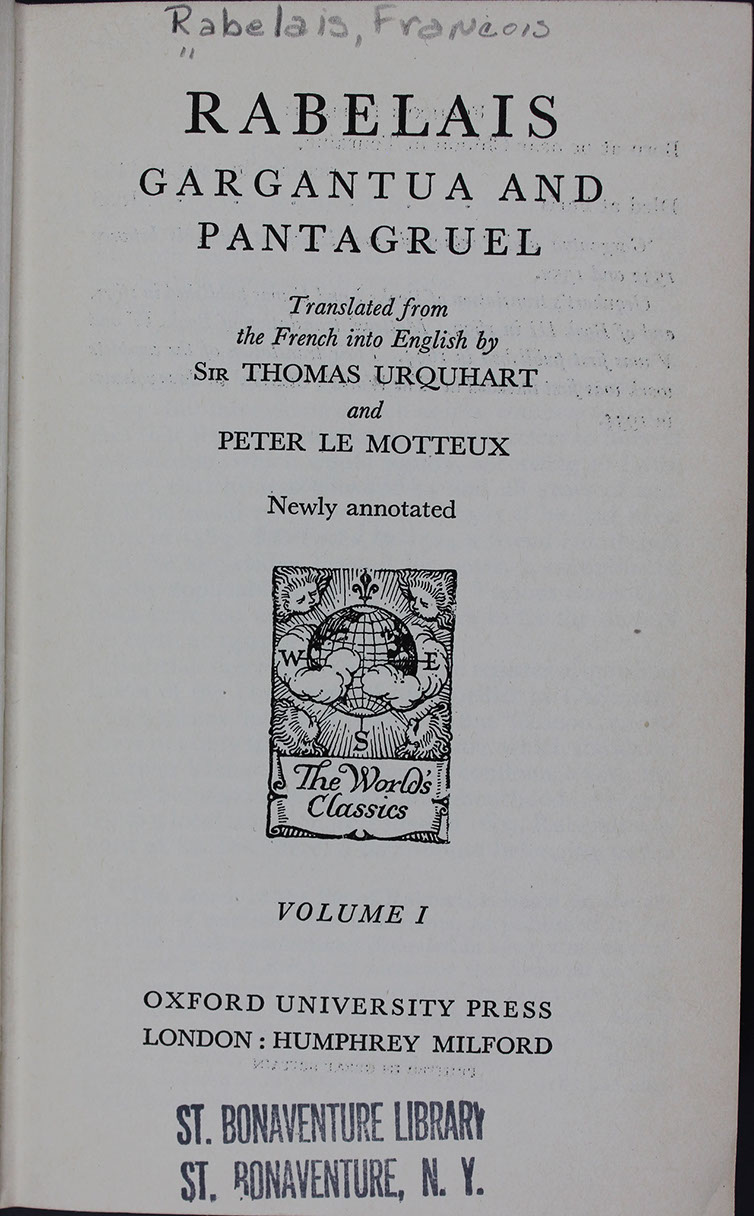 Rabelais, Francois
"
RABELAIS
GARGANTUA AND
PANTAGRUEL
Translated from
the French into English by
SIR THOMAS URQUHART
and
PETER LE MOTTEUX
Newly annotated
W E
S
The World's
Classics
VOLUME I
OXFORD UNIVERSITY PRESS
LONDON : HUMPHREY MILFORD
ST. BONAVENTURE LIBRARY
ST. BONAVENTURE, N. Y.